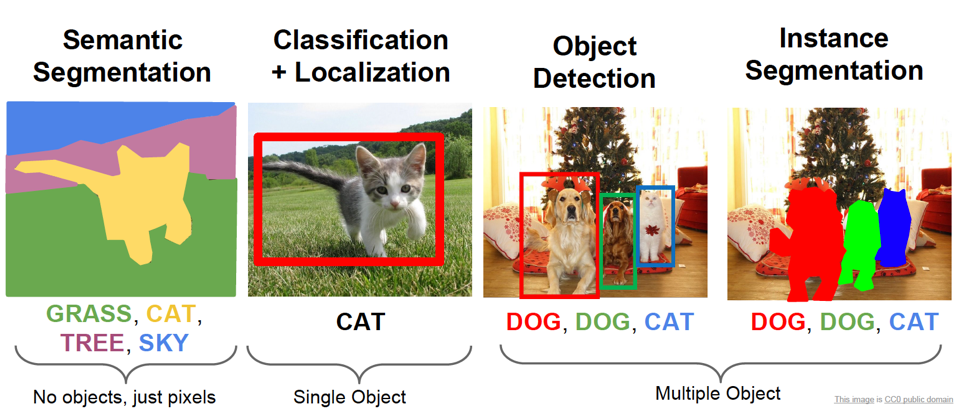 Semantic
Segmentation
Classification
+ Localization
Object
Detection
Instance
Segmentation
GRASS, CAT,
TREE, SKY
CAT
DOG, DOG, CAT
DOG, DOG, CAT
No objects, just pixels
Single Object
Multiple Object
This image is CC0 public domain